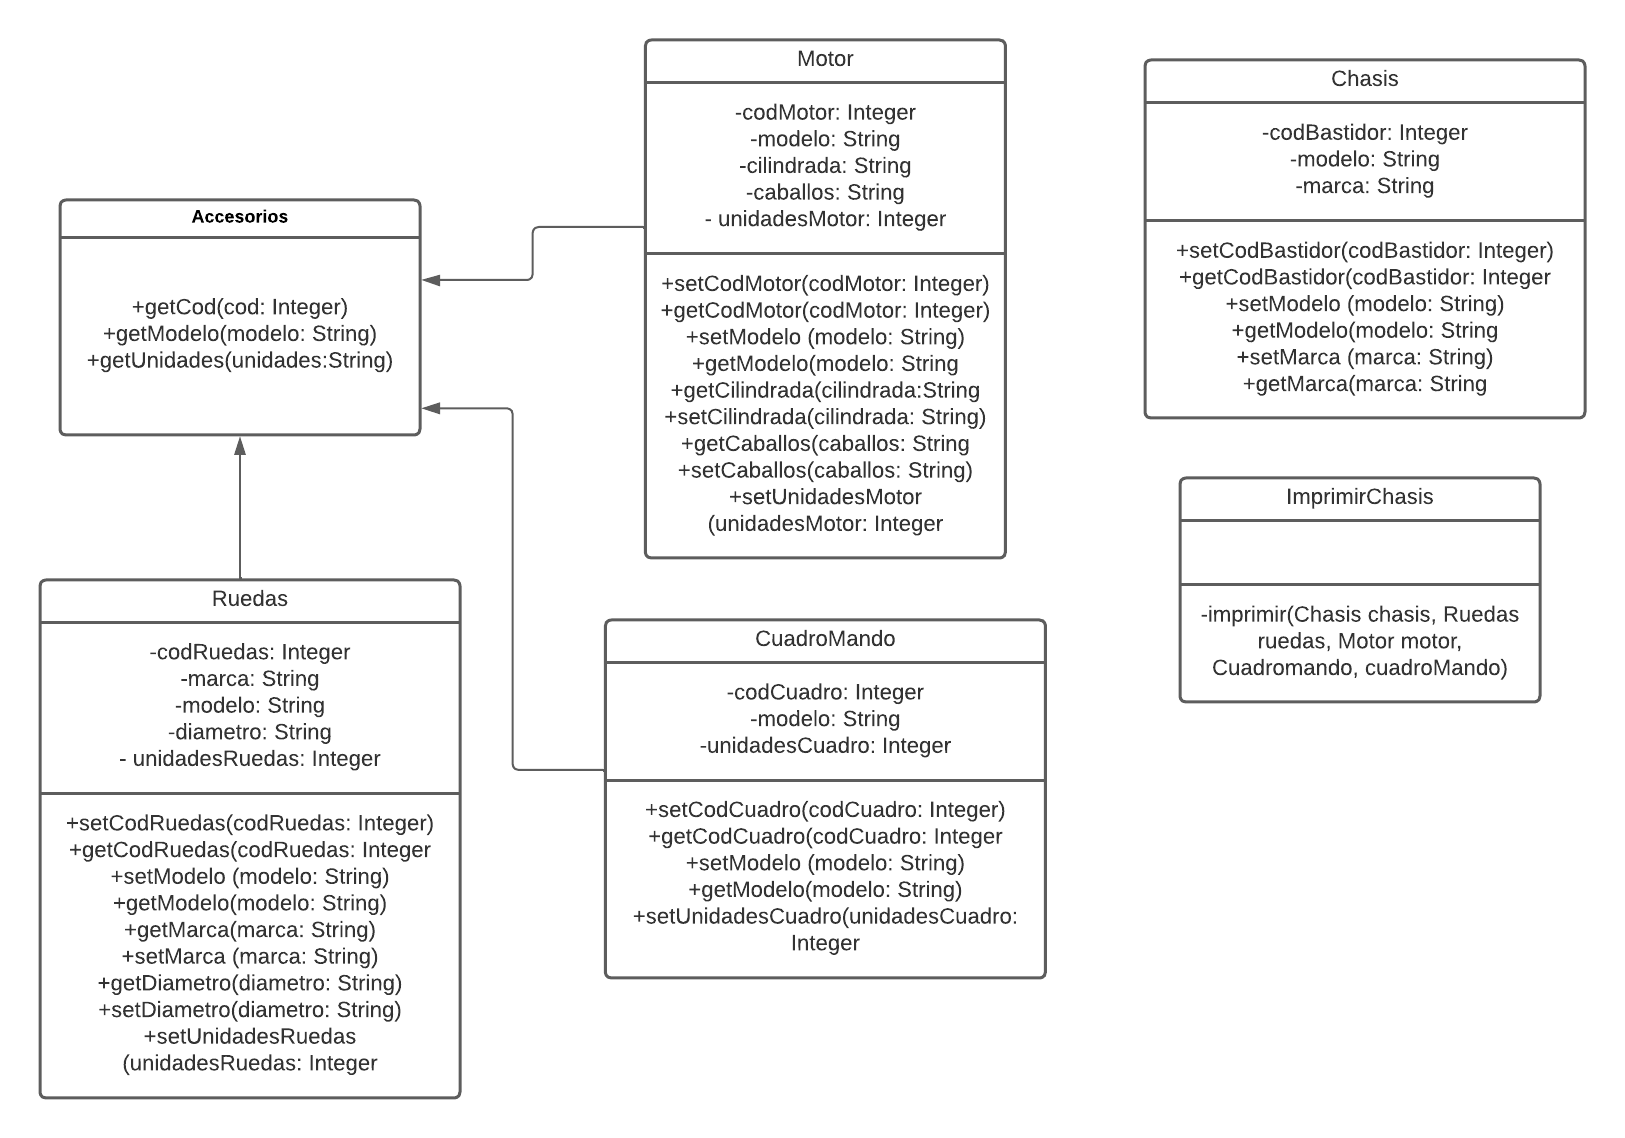 Motor
-codMotor: Integer
-modelo: String
-cilindrada: String
-caballos: String
- unidadesMotor: Integer
+setCodMotor(codMotor: Integer)
+getCodMotor(codMotor: Integer)
+setModelo (modelo: String)
+getModelo(modelo: String
+getCilindrada(cilindrada:String
+setCilindrada(cilindrada: String)
+getCaballos(caballos: String
+setCaballos(caballos: String)
+setUnidadesMotor
(unidadesMotor: Integer
Chasis
-codBastidor: Integer
-modelo: String
-marca: String
+setCodBastidor(codBastidor: Integer)
+getCodBastidor(codBastidor: Integer
+setModelo (modelo: String)
+getModelo(modelo: String
+setMarca (marca: String)
+getMarca(marca: String
Accesorios
+getCod(cod: Integer)
+getModelo(modelo: String)
+getUnidades(unidades:String)
ImprimirChasis
-imprimir(Chasis chasis, Ruedas
ruedas, Motor motor,
Cuadromando, cuadroMando)
Ruedas
-codRuedas: Integer
-marca: String
-modelo: String
-diametro: String
- unidadesRuedas: Integer
+setCodRuedas(codRuedas: Integer)
+getCodRuedas(codRuedas: Integer
+setModelo (modelo: String)
+getModelo(modelo: String)
+getMarca(marca: String)
+setMarca (marca: String)
+getDiametro(diametro: String)
+setDiametro(diametro: String)
+setUnidadesRuedas
(unidadesRuedas: Integer
CuadroMando
-codCuadro: Integer
-modelo: String
-unidadesCuadro: Integer
+setCodCuadro(codCuadro: Integer)
+getCodCuadro(codCuadro: Integer
+setModelo (modelo: String)
+getModelo(modelo: String)
+setUnidadesCuadro(unidadesCuadro:
Integer